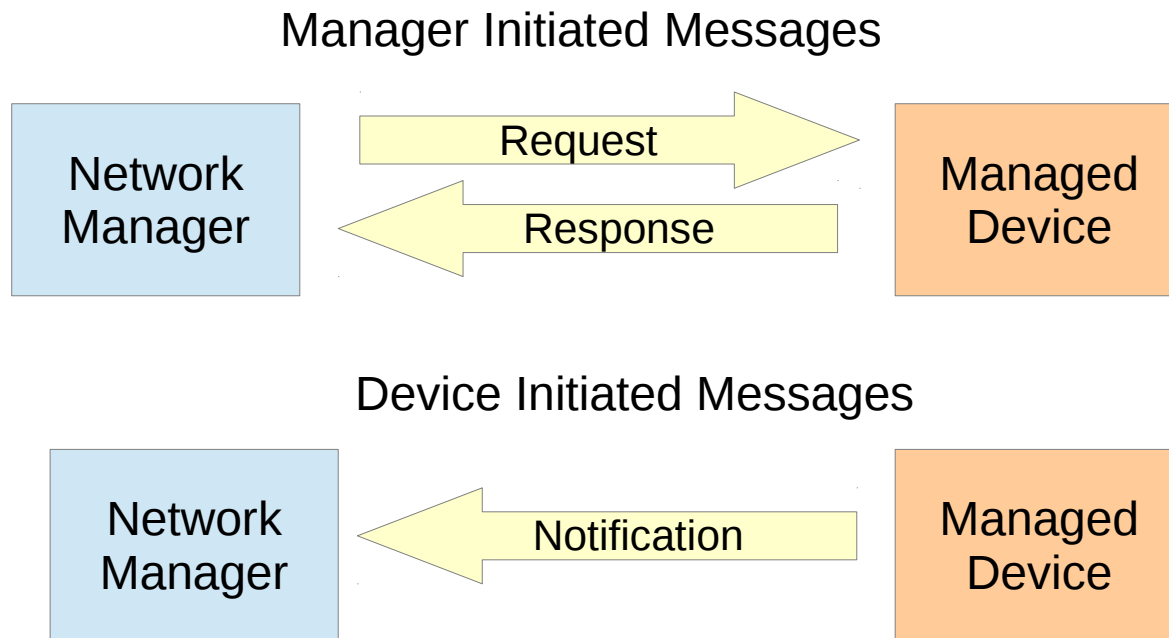 Manager Initiated Messages
Network
Manager
Request
Response
Managed
Device
Device Initiated Messages
Network
Manager
Notification
Managed
Device